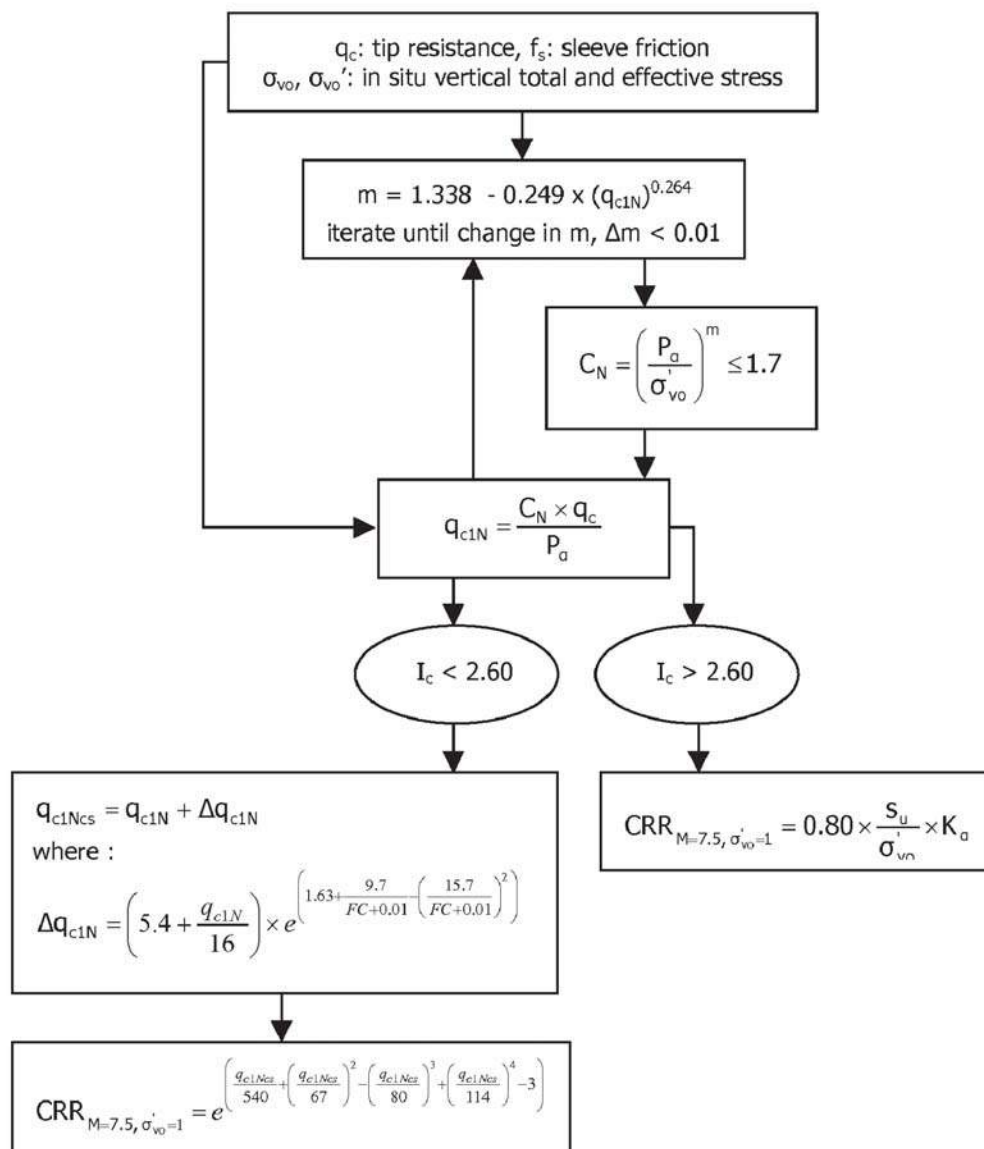 q_c: tip resistance, f_s: sleeve friction
σ_vo, σ_vo’: in situ vertical total and effective stress
m = 1.338 - 0.249 x (q_c1N)^0.264
iterate until change in m, Δm < 0.01
C_N = (P_a / σ'_vo)^m ≤ 1.7
q_c1N = (C_N × q_c) / P_a
I_c < 2.60
I_c > 2.60
q_c1Ncs = q_c1N + Δq_c1N
where :
Δq_c1N = (5.4 + q_c1N / 16) × e^(1.63 + 9.7 / (FC+0.01) - (15.7 / (FC+0.01))^2)
CRR_M=7.5, σ'_vo=1 = 0.80 × s_u / σ'_vo × K_α
CRR_M=7.5, σ'_vo=1 = e^(q_c1Ncs / 540 + (q_c1Ncs / 67)^2 - (q_c1Ncs / 80)^3 + (q_c1Ncs / 114)^4 - 3)